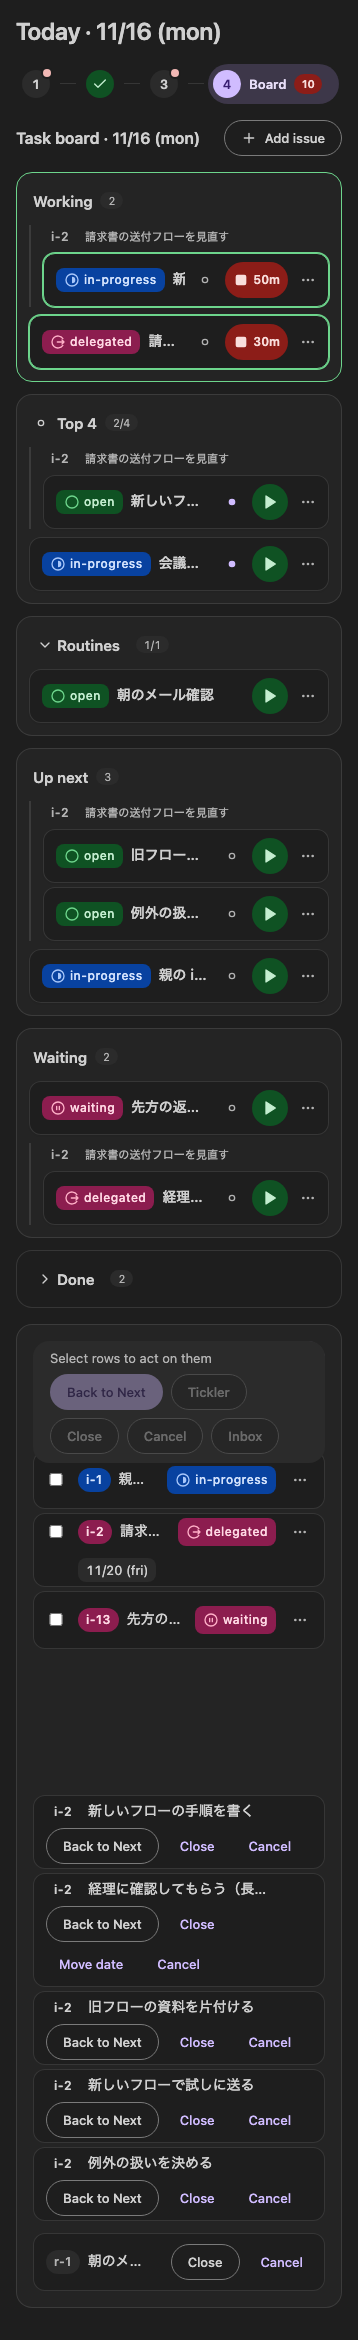 Today · 11/16 (mon)
1 3 4 Board 10
Task board · 11/16 (mon) + Add issue
Working 2
i-2 請求書の送付フローを見直す
in-progress 新 50m ...
delegated 請... 30m ...
Top 4 2/4
i-2 請求書の送付フローを見直す
open 新しいフ... ...
in-progress 会議... ...
Routines 1/1
open 朝のメール確認 ...
Up next 3
i-2 請求書の送付フローを見直す
open 旧フロー... ...
open 例外の扱... ...
in-progress 親の i... ...
Waiting 2
waiting 先方の返... ...
i-2 請求書の送付フローを見直す
delegated 経理... ...
Done 2
Select rows to act on them
Back to Next Tickler
Close Cancel Inbox
i-1 親... in-progress ...
i-2 請求... delegated ...
11/20 (fri)
i-13 先方の... waiting ...
i-2 新しいフローの手順を書く
Back to Next Close Cancel
i-2 経理に確認してもらう（長...
Back to Next Close
Move date Cancel
i-2 旧フローの資料を片付ける
Back to Next Close Cancel
i-2 新しいフローで試しに送る
Back to Next Close Cancel
i-2 例外の扱いを決める
Back to Next Close Cancel
r-1 朝のメ... Close Cancel